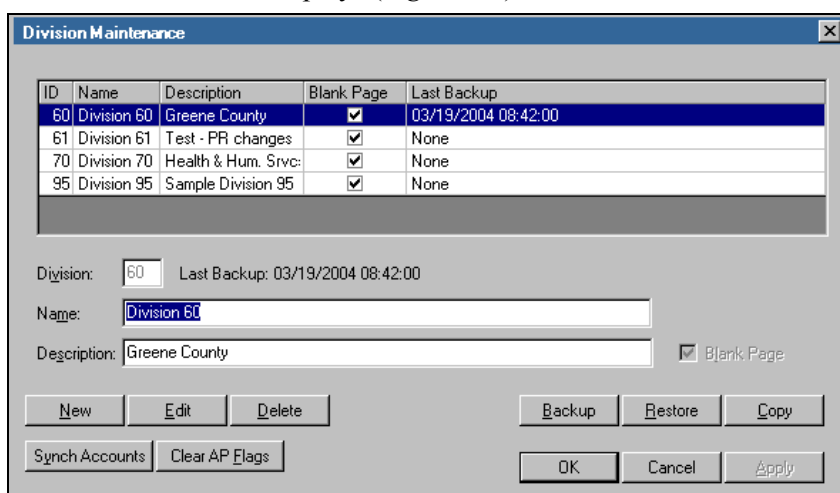 Division Maintenance
ID Name Description Blank Page Last Backup
60 Division 60 Greene County 03/19/2004 08:42:00
61 Division 61 Test - PR changes None
70 Division 70 Health & Hum. Srvc: None
95 Division 95 Sample Division 95 None
Division: 60 Last Backup: 03/19/2004 08:42:00
Name: Division 60
Description: Greene County Blank Page
New Edit Delete Backup Restore Copy
Synch Accounts Clear AP Flags OK Cancel Apply